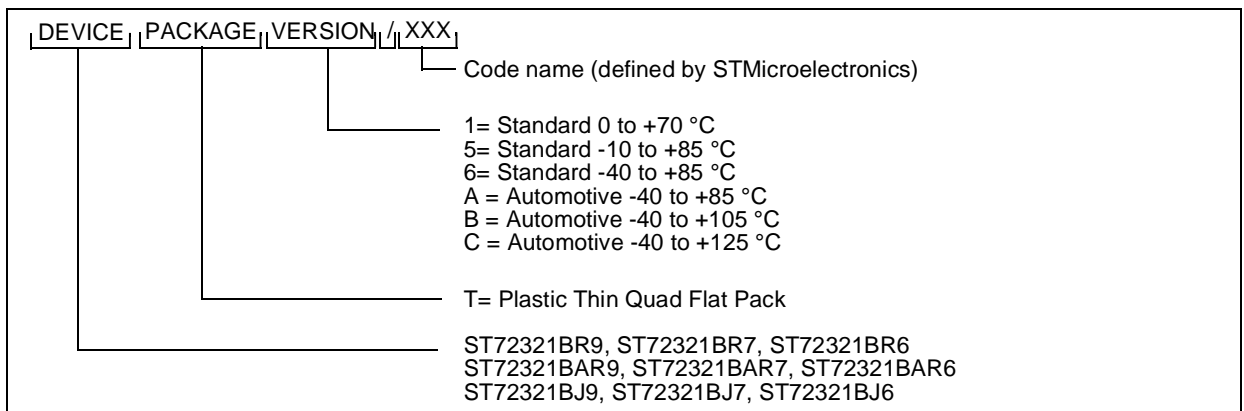 DEVICE PACKAGE VERSION / XXX
Code name (defined by STMicroelectronics)
1= Standard 0 to +70 °C
5= Standard -10 to +85 °C
6= Standard -40 to +85 °C
A = Automotive -40 to +85 °C
B = Automotive -40 to +105 °C
C = Automotive -40 to +125 °C
T= Plastic Thin Quad Flat Pack
ST72321BR9, ST72321BR7, ST72321BR6
ST72321BAR9, ST72321BAR7, ST72321BAR6
ST72321BJ9, ST72321BJ7, ST72321BJ6